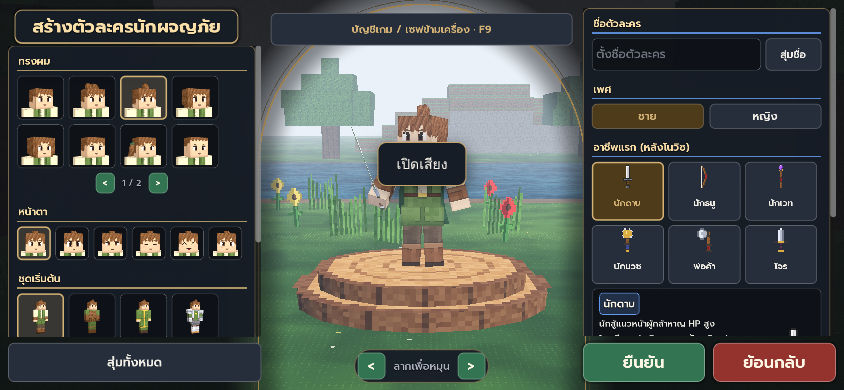 สร้างตัวละครนักผจญภัย
ทรงผม
< 1 / 2 >
หน้าตา
ชุดเริ่มต้น
สุ่มทั้งหมด
บัญชีเกม / เซฟข้ามเครื่อง · F9
เปิดเสียง
< ลากเพื่อหมุน >
ชื่อตัวละคร
ตั้งชื่อตัวละคร
สุ่มชื่อ
เพศ
ชาย
หญิง
อาชีพแรก (หลังโนวิซ)
นักดาบ
นักธนู
นักเวท
นักบวช
พ่อค้า
โจร
นักดาบ
นักสู้แนวหน้าผู้กล้าหาญ HP สูง
ยืนยัน
ย้อนกลับ